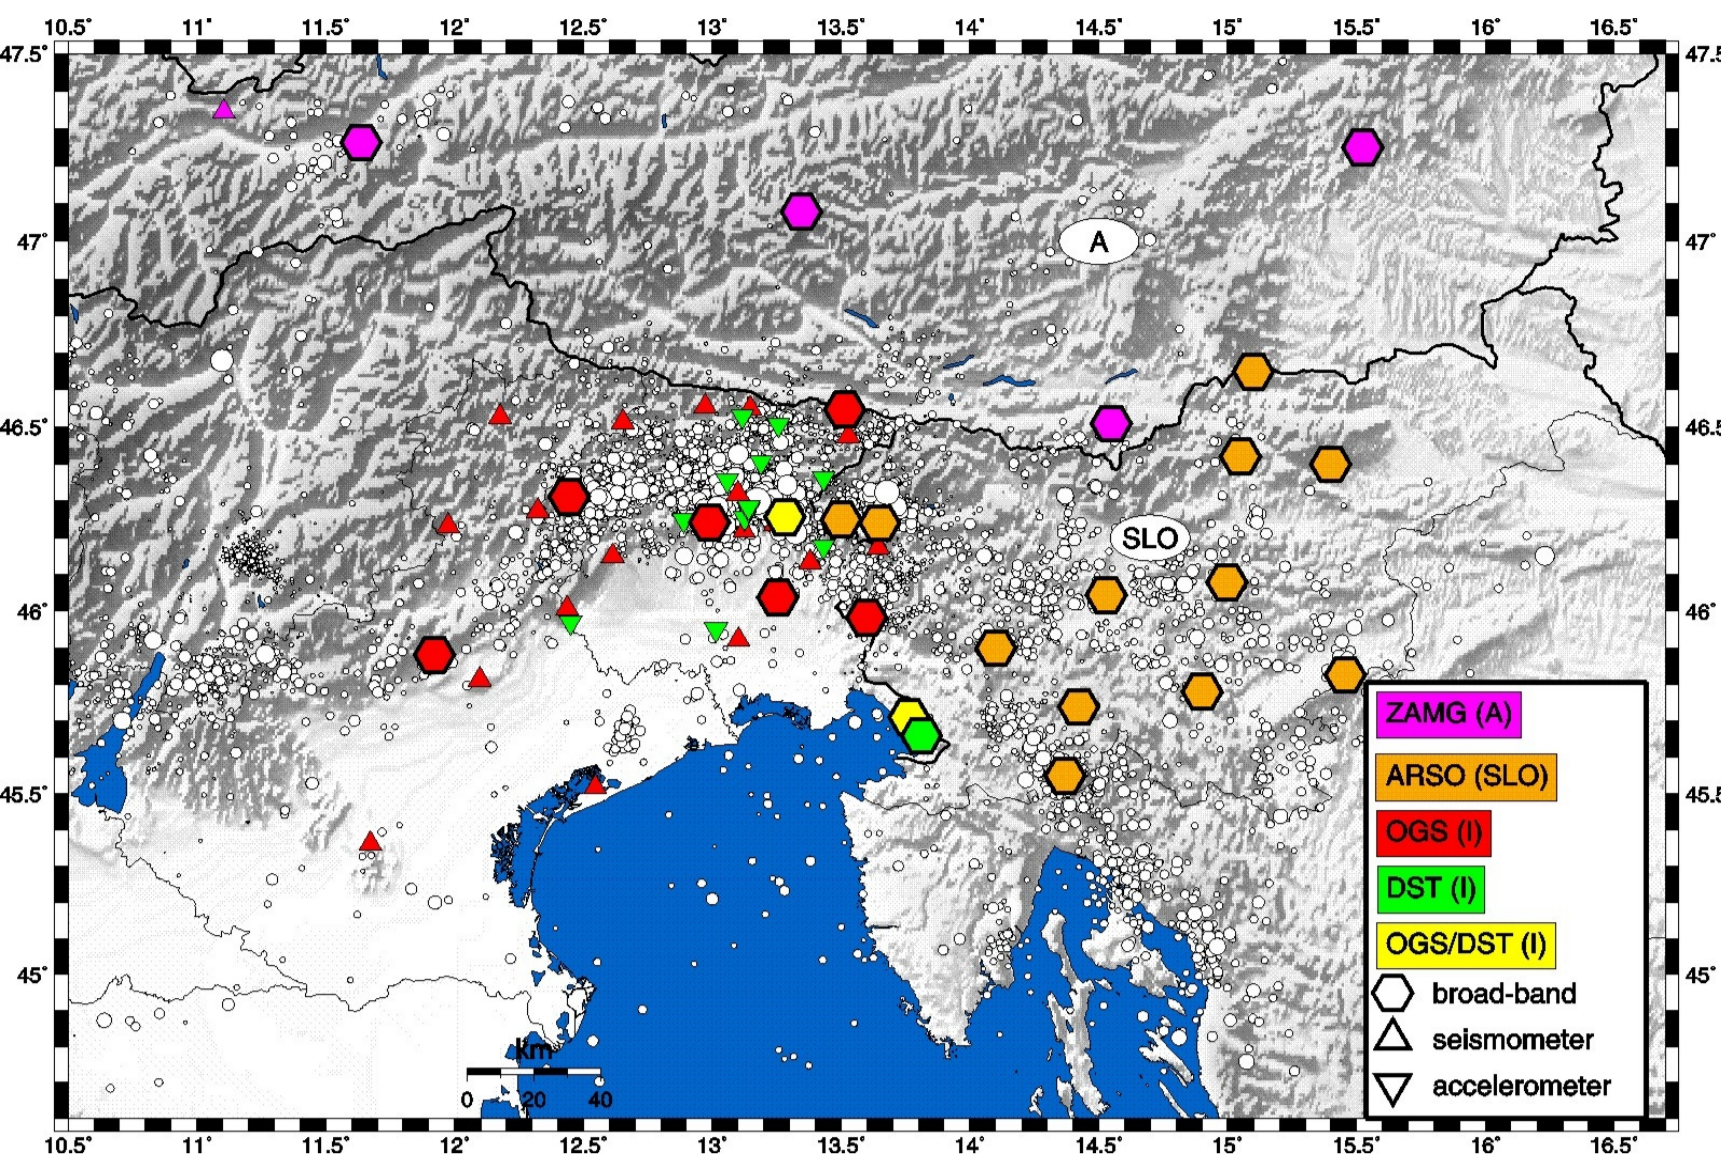 10.5° 11° 11.5° 12° 12.5° 13° 13.5° 14° 14.5° 15° 15.5° 16° 16.5°
47.5° 47.5
47° 47°
A
46.5° 46.5
SLO
46° 46°
ZAMG (A)
ARSO (SLO)
45.5° 45.5
OGS (I)
DST (I)
OGS/DST (I)
45° 45°
broad-band
seismometer
accelerometer
km
0 20 40
10.5° 11° 11.5° 12° 12.5° 13° 13.5° 14° 14.5° 15° 15.5° 16° 16.5°